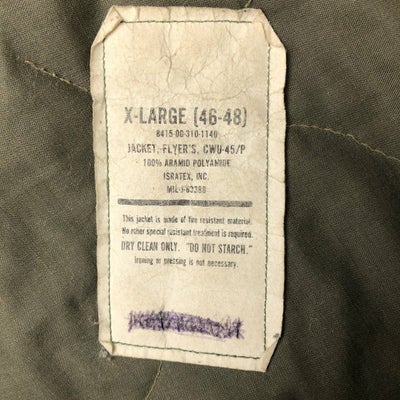 X-LARGE (46-48)
8415-00-310-1140
JACKET, FLYER'S, CWU-45/P
100% ARAMID POLYAMIDE
ISRATEX, INC.
MIL-J-83388
This jacket is made of fire resistant material.
No other special resistant treatment is required.
DRY CLEAN ONLY. "DO NOT STARCH."
Ironing or pressing is not necessary.